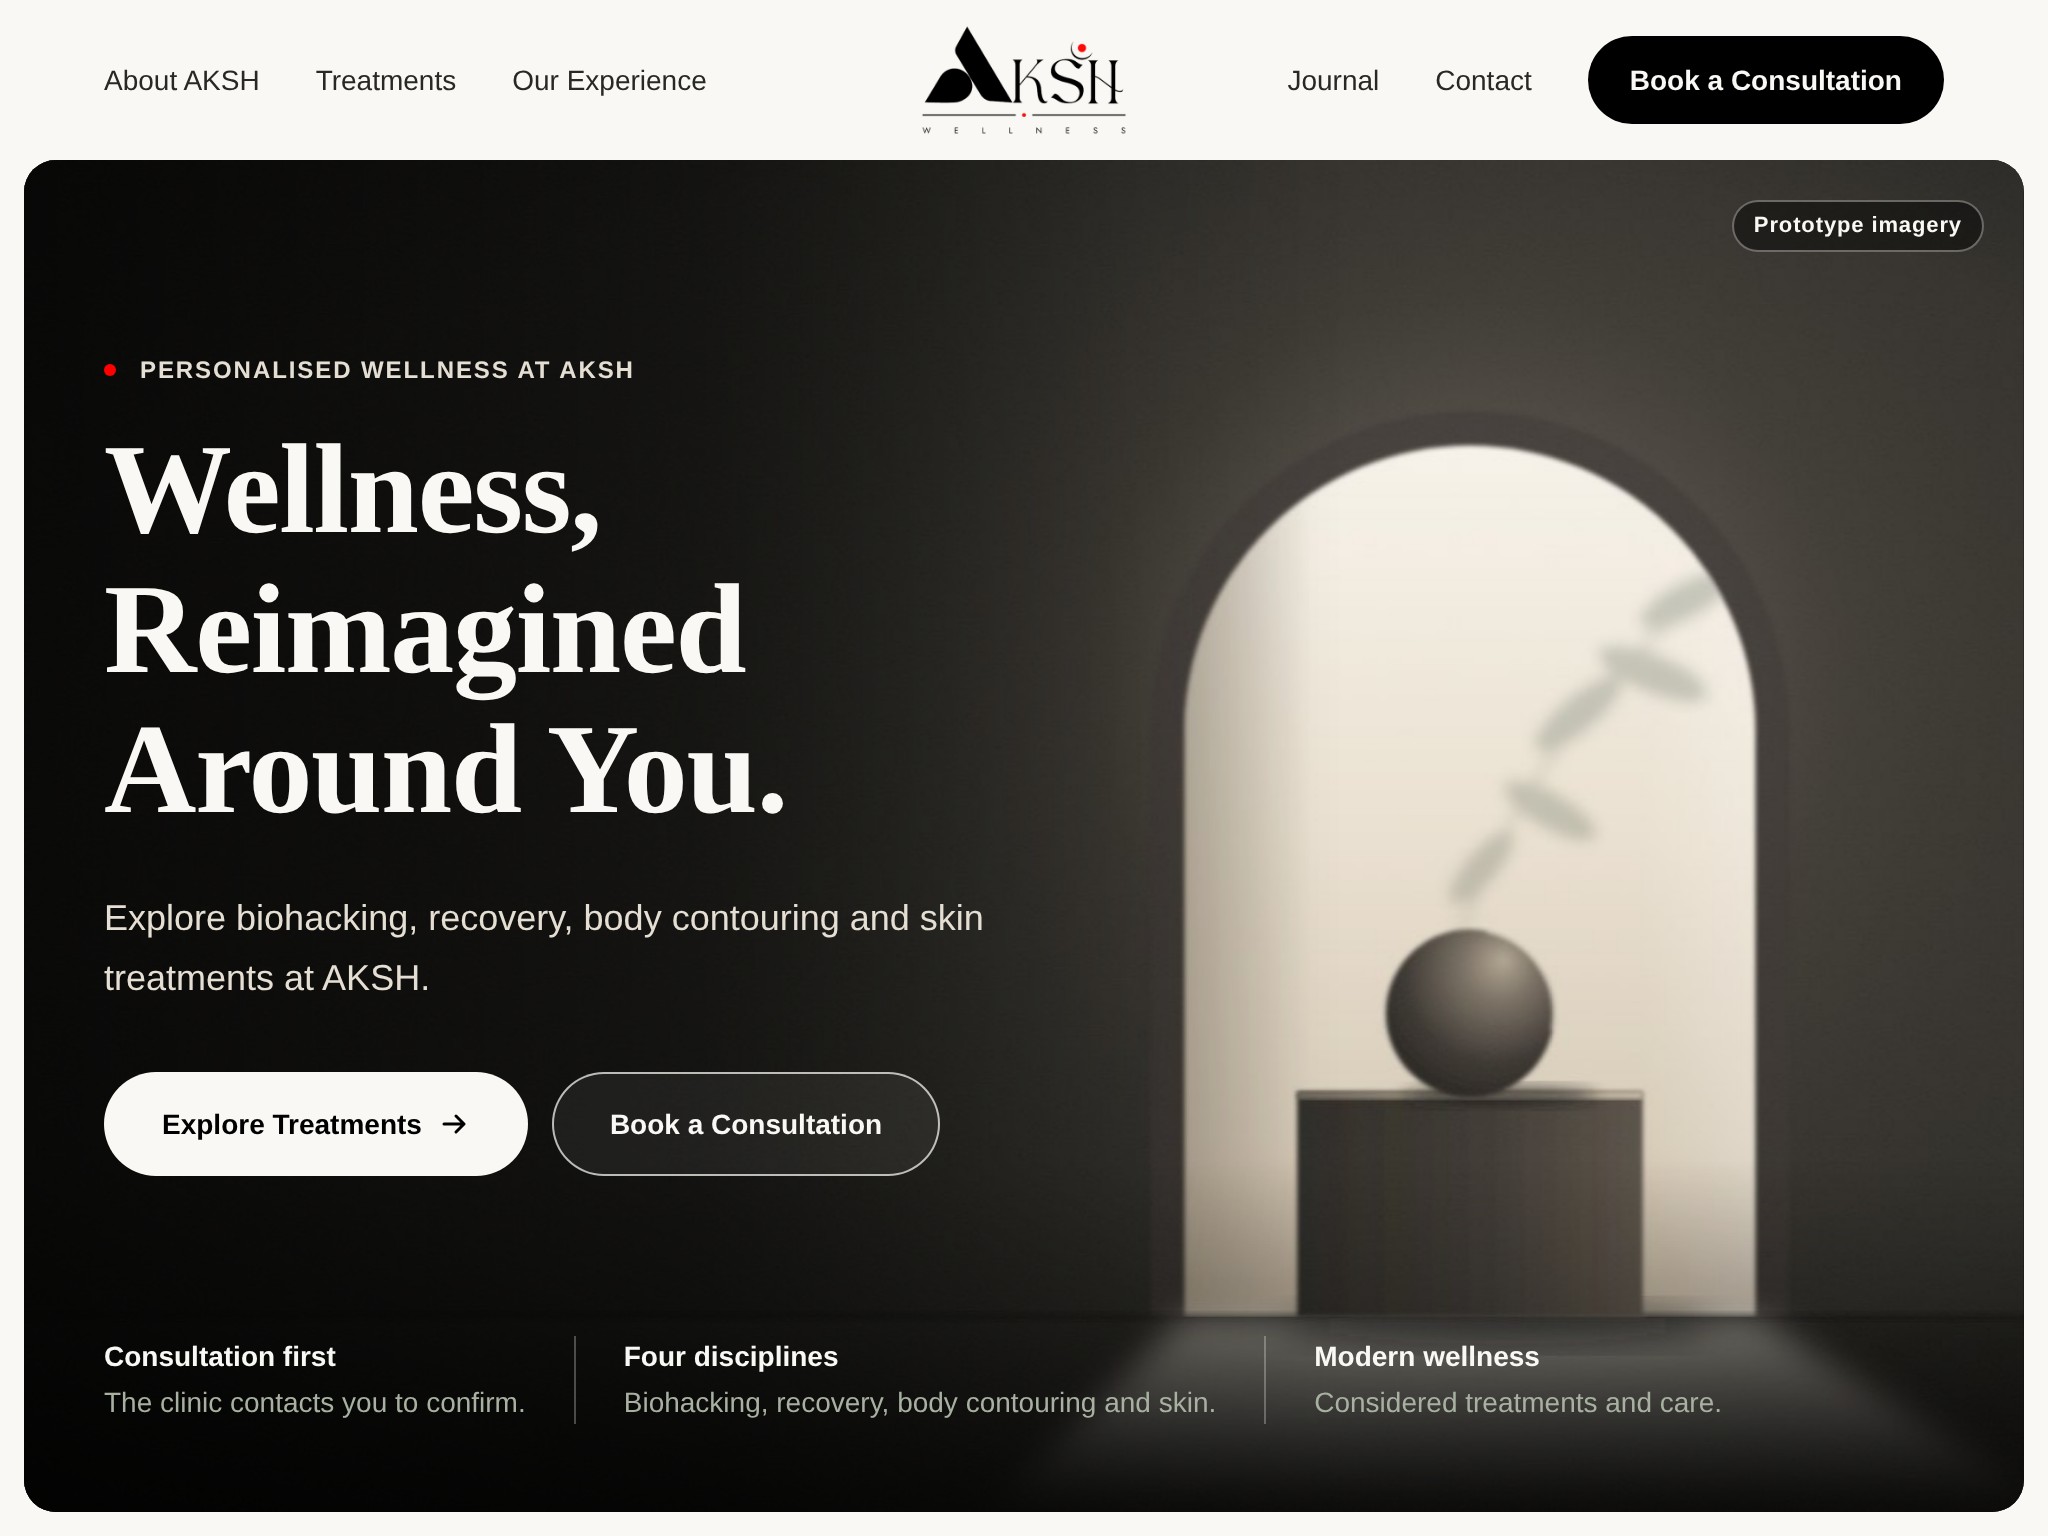 About AKSH
Treatments
Our Experience
AKSH
WELLNESS
Journal
Contact
Book a Consultation
Prototype imagery
PERSONALISED WELLNESS AT AKSH
Wellness,
Reimagined
Around You.
Explore biohacking, recovery, body contouring and skin
treatments at AKSH.
Explore Treatments
Book a Consultation
Consultation first
The clinic contacts you to confirm.
Four disciplines
Biohacking, recovery, body contouring and skin.
Modern wellness
Considered treatments and care.